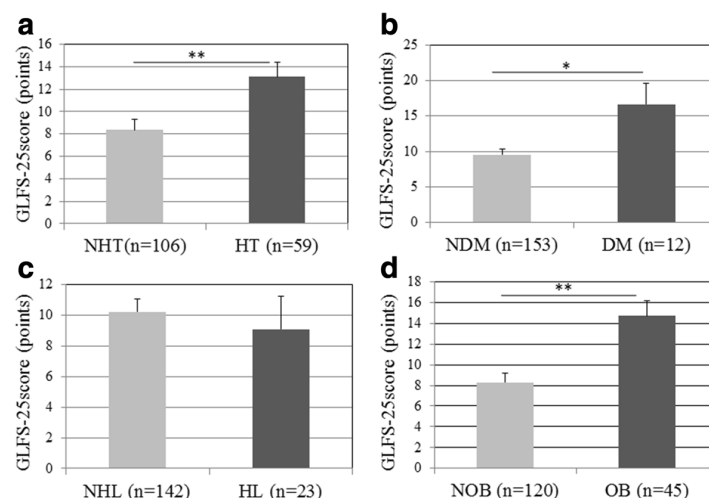 a
GLFS-25score (points)
16
14
12
10
8
6
4
2
0
**
NHT(n=106) HT (n=59)
b
GLFS-25score (points)
25
20
15
10
5
0
*
NDM (n=153) DM (n=12)
c
GLFS-25score (points)
12
10
8
6
4
2
0
NHL (n=142) HL (n=23)
d
GLFS-25score (points)
18
16
14
12
10
8
6
4
2
0
**
NOB (n=120) OB (n=45)